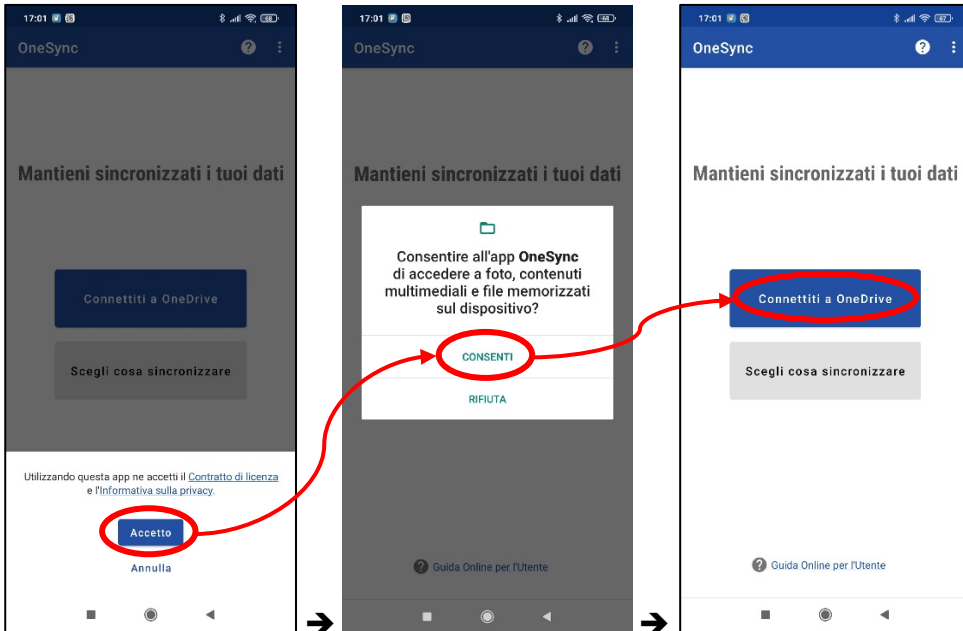 17:01
68
OneSync
Mantieni sincronizzati i tuoi dati
Connettiti a OneDrive
Scegli cosa sincronizzare
Utilizzando questa app ne accetti il Contratto di licenza
e l'Informativa sulla privacy.
Accetto
Annulla
17:01
68
OneSync
Mantieni sincronizzati i tuoi dati
Consentire all'app OneSync
di accedere a foto, contenuti
multimediali e file memorizzati
sul dispositivo?
CONSENTI
RIFIUTA
Guida Online per l'Utente
17:01
67
OneSync
Mantieni sincronizzati i tuoi dati
Connettiti a OneDrive
Scegli cosa sincronizzare
Guida Online per l'Utente